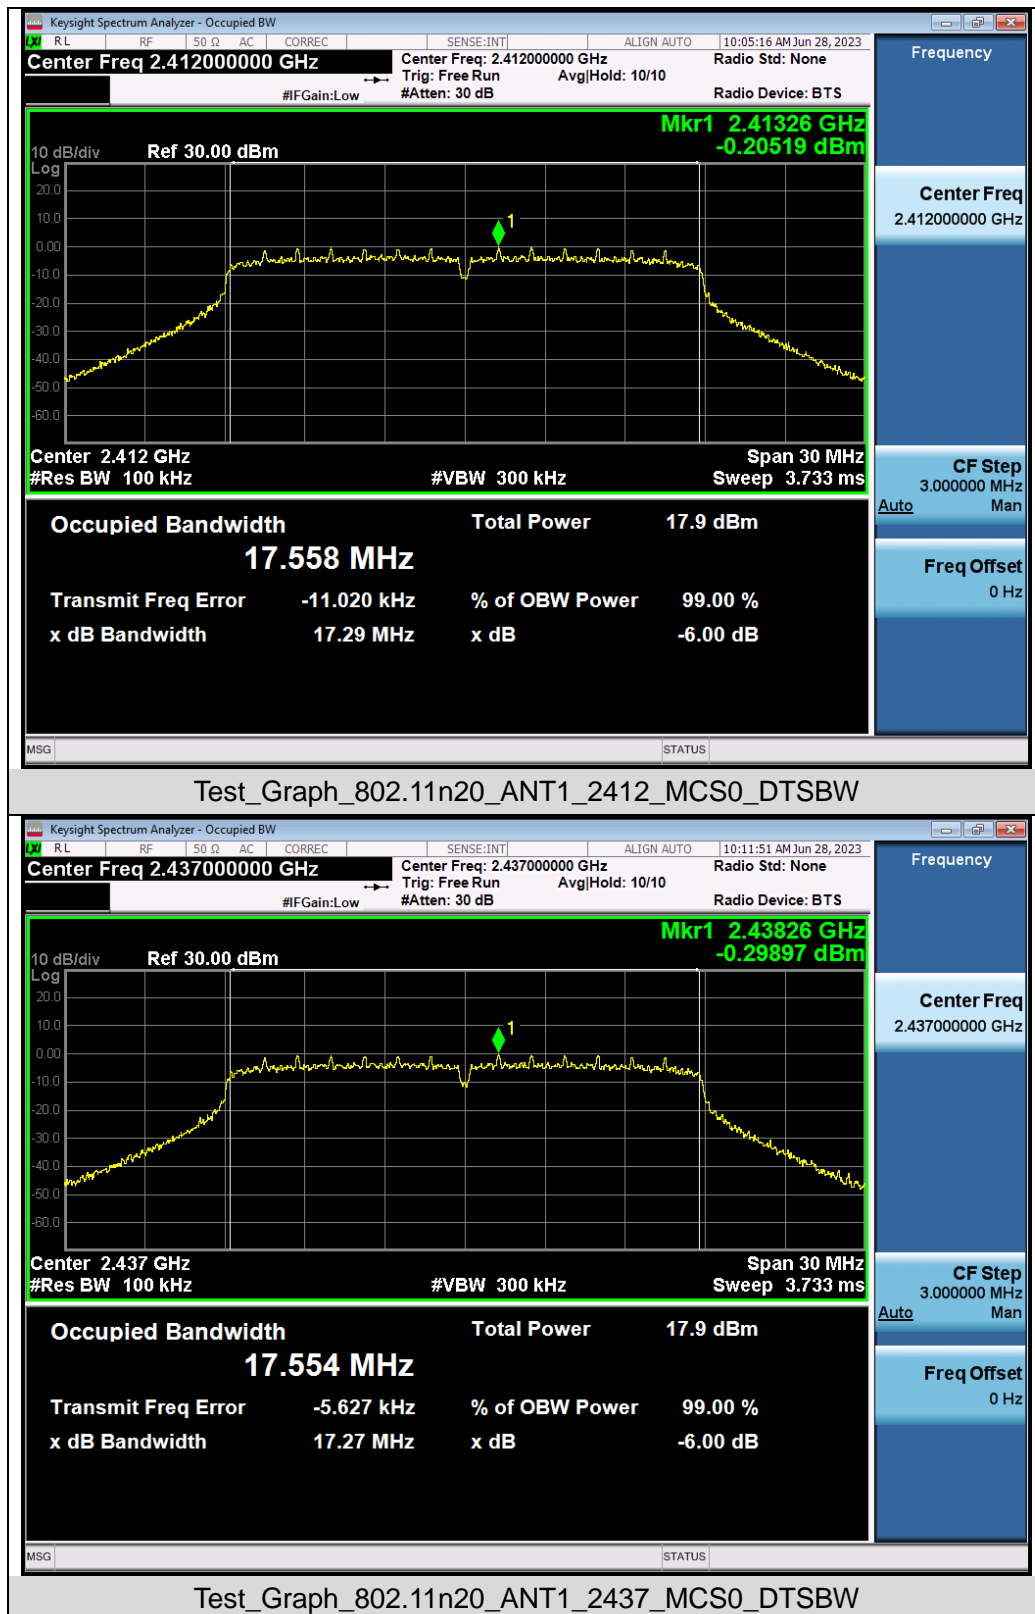 Keysight Spectrum Analyzer - Occupied BW
LXI RL RF 50 Ω AC CORREC SENSE:INT ALIGN AUTO 10:05:16 AM Jun 28, 2023
Center Freq 2.412000000 GHz
Center Freq: 2.412000000 GHz
Radio Std: None
Trig: Free Run Avg|Hold: 10/10
#IFGain:Low #Atten: 30 dB Radio Device: BTS
Frequency
Mkr1 2.41326 GHz
-0.20519 dBm
10 dB/div Ref 30.00 dBm
Log
20.0
10.0
0.00
-10.0
-20.0
-30.0
-40.0
-50.0
-60.0
1
Center 2.412 GHz Span 30 MHz
#Res BW 100 kHz #VBW 300 kHz Sweep 3.733 ms
Center Freq
2.412000000 GHz
CF Step
3.000000 MHz
Auto Man
Freq Offset
0 Hz
Occupied Bandwidth Total Power 17.9 dBm
17.558 MHz
Transmit Freq Error -11.020 kHz % of OBW Power 99.00 %
x dB Bandwidth 17.29 MHz x dB -6.00 dB
MSG STATUS
Test_Graph_802.11n20_ANT1_2412_MCS0_DTSBW
Keysight Spectrum Analyzer - Occupied BW
LXI RL RF 50 Ω AC CORREC SENSE:INT ALIGN AUTO 10:11:51 AM Jun 28, 2023
Center Freq 2.437000000 GHz
Center Freq: 2.437000000 GHz
Radio Std: None
Trig: Free Run Avg|Hold: 10/10
#IFGain:Low #Atten: 30 dB Radio Device: BTS
Frequency
Mkr1 2.43826 GHz
-0.29897 dBm
10 dB/div Ref 30.00 dBm
Log
20.0
10.0
0.00
-10.0
-20.0
-30.0
-40.0
-50.0
-60.0
1
Center 2.437 GHz Span 30 MHz
#Res BW 100 kHz #VBW 300 kHz Sweep 3.733 ms
Center Freq
2.437000000 GHz
CF Step
3.000000 MHz
Auto Man
Freq Offset
0 Hz
Occupied Bandwidth Total Power 17.9 dBm
17.554 MHz
Transmit Freq Error -5.627 kHz % of OBW Power 99.00 %
x dB Bandwidth 17.27 MHz x dB -6.00 dB
MSG STATUS
Test_Graph_802.11n20_ANT1_2437_MCS0_DTSBW